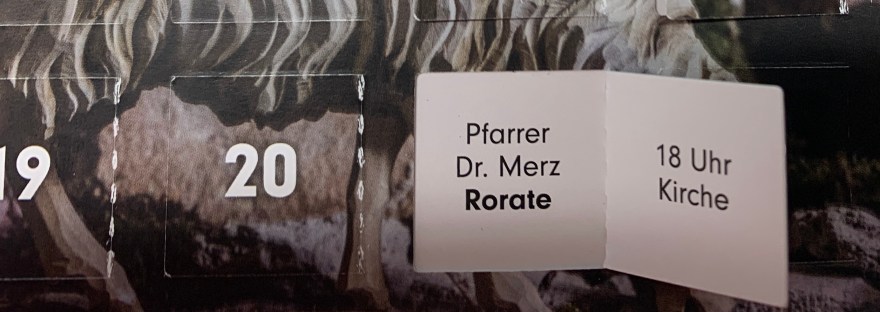 19
20
Pfarrer
Dr. Merz
Rorate
18 Uhr
Kirche